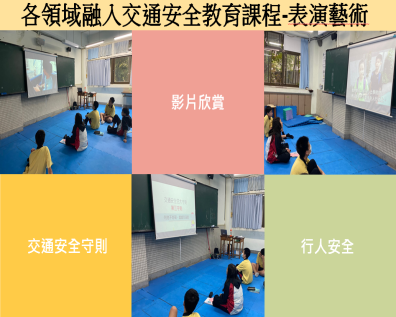 各領域融入交通安全教育課程-表演藝術
影片欣賞
交通安全守則
行人安全